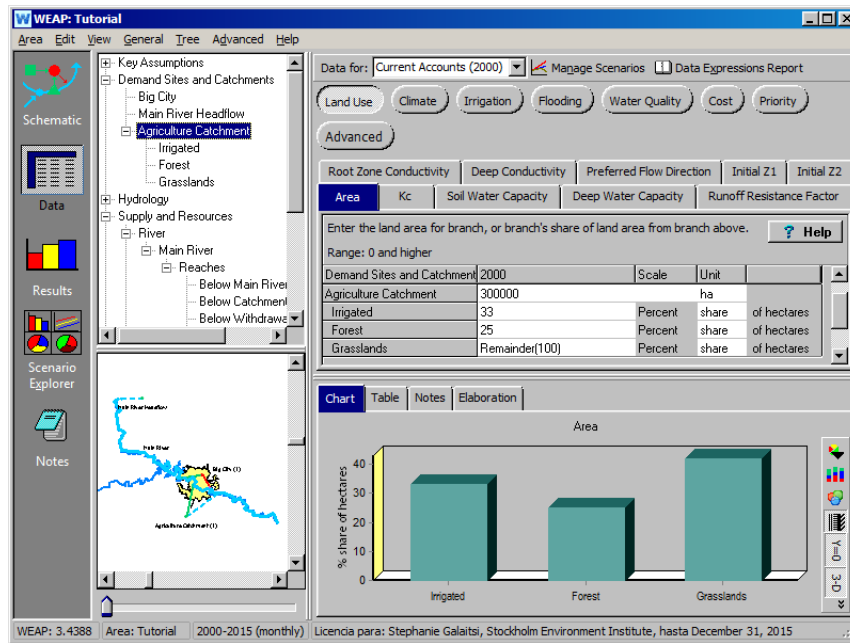 WEAP: Tutorial
Area Edit View General Tree Advanced Help
Schematic
Data
Results
Scenario
Explorer
Notes
Key Assumptions
Demand Sites and Catchments
Big City
Main River Headflow
Agriculture Catchment
Irrigated
Forest
Grasslands
Hydrology
Supply and Resources
River
Main River
Reaches
Below Main River
Below Catchment
Below Withdrawa
Main River Headflow
Main River
Big City (1)
Agriculture Catchment (1)
Data for: Current Accounts (2000) Manage Scenarios Data Expressions Report
Land Use Climate Irrigation Flooding Water Quality Cost Priority
Advanced
Root Zone Conductivity Deep Conductivity Preferred Flow Direction Initial Z1 Initial Z2
Area Kc Soil Water Capacity Deep Water Capacity Runoff Resistance Factor
Enter the land area for branch, or branch's share of land area from branch above.
? Help
Range: 0 and higher
Demand Sites and Catchment 2000 Scale Unit
Agriculture Catchment 300000 ha
Irrigated 33 Percent share of hectares
Forest 25 Percent share of hectares
Grasslands Remainder(100) Percent share of hectares
Chart Table Notes Elaboration
Area
% share of hectares
40
30
20
10
0
Irrigated Forest Grasslands
Y=0
3-D
WEAP: 3.4388 Area: Tutorial 2000-2015 (monthly) Licencia para: Stephanie Galaitsi, Stockholm Environment Institute, hasta December 31, 2015